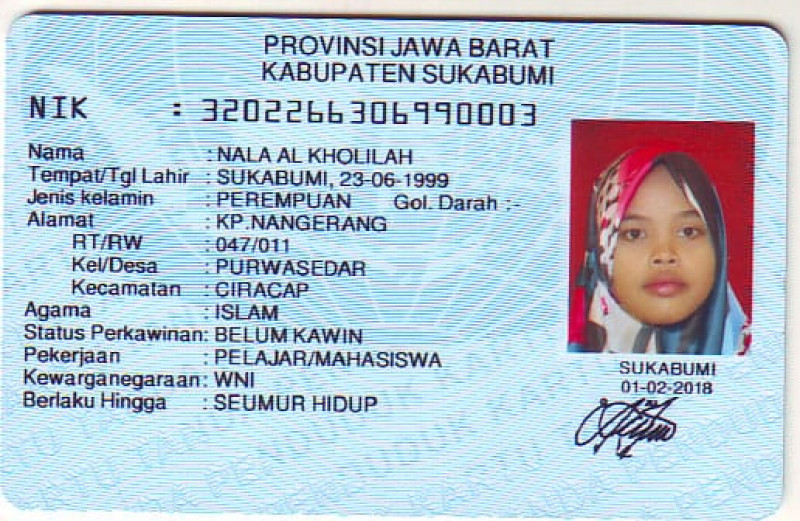 PROVINSI JAWA BARAT
KABUPATEN SUKABUMI
NIK : 3202266306990003
Nama : NALA AL KHOLILAH
Tempat/Tgl Lahir : SUKABUMI, 23-06-1999
Jenis kelamin : PEREMPUAN Gol. Darah :-
Alamat : KP.NANGERANG
RT/RW : 047/011
Kel/Desa : PURWASEDAR
Kecamatan : CIRACAP
Agama : ISLAM
Status Perkawinan: BELUM KAWIN
Pekerjaan : PELAJAR/MAHASISWA
Kewarganegaraan: WNI
Berlaku Hingga : SEUMUR HIDUP
SUKABUMI
01-02-2018